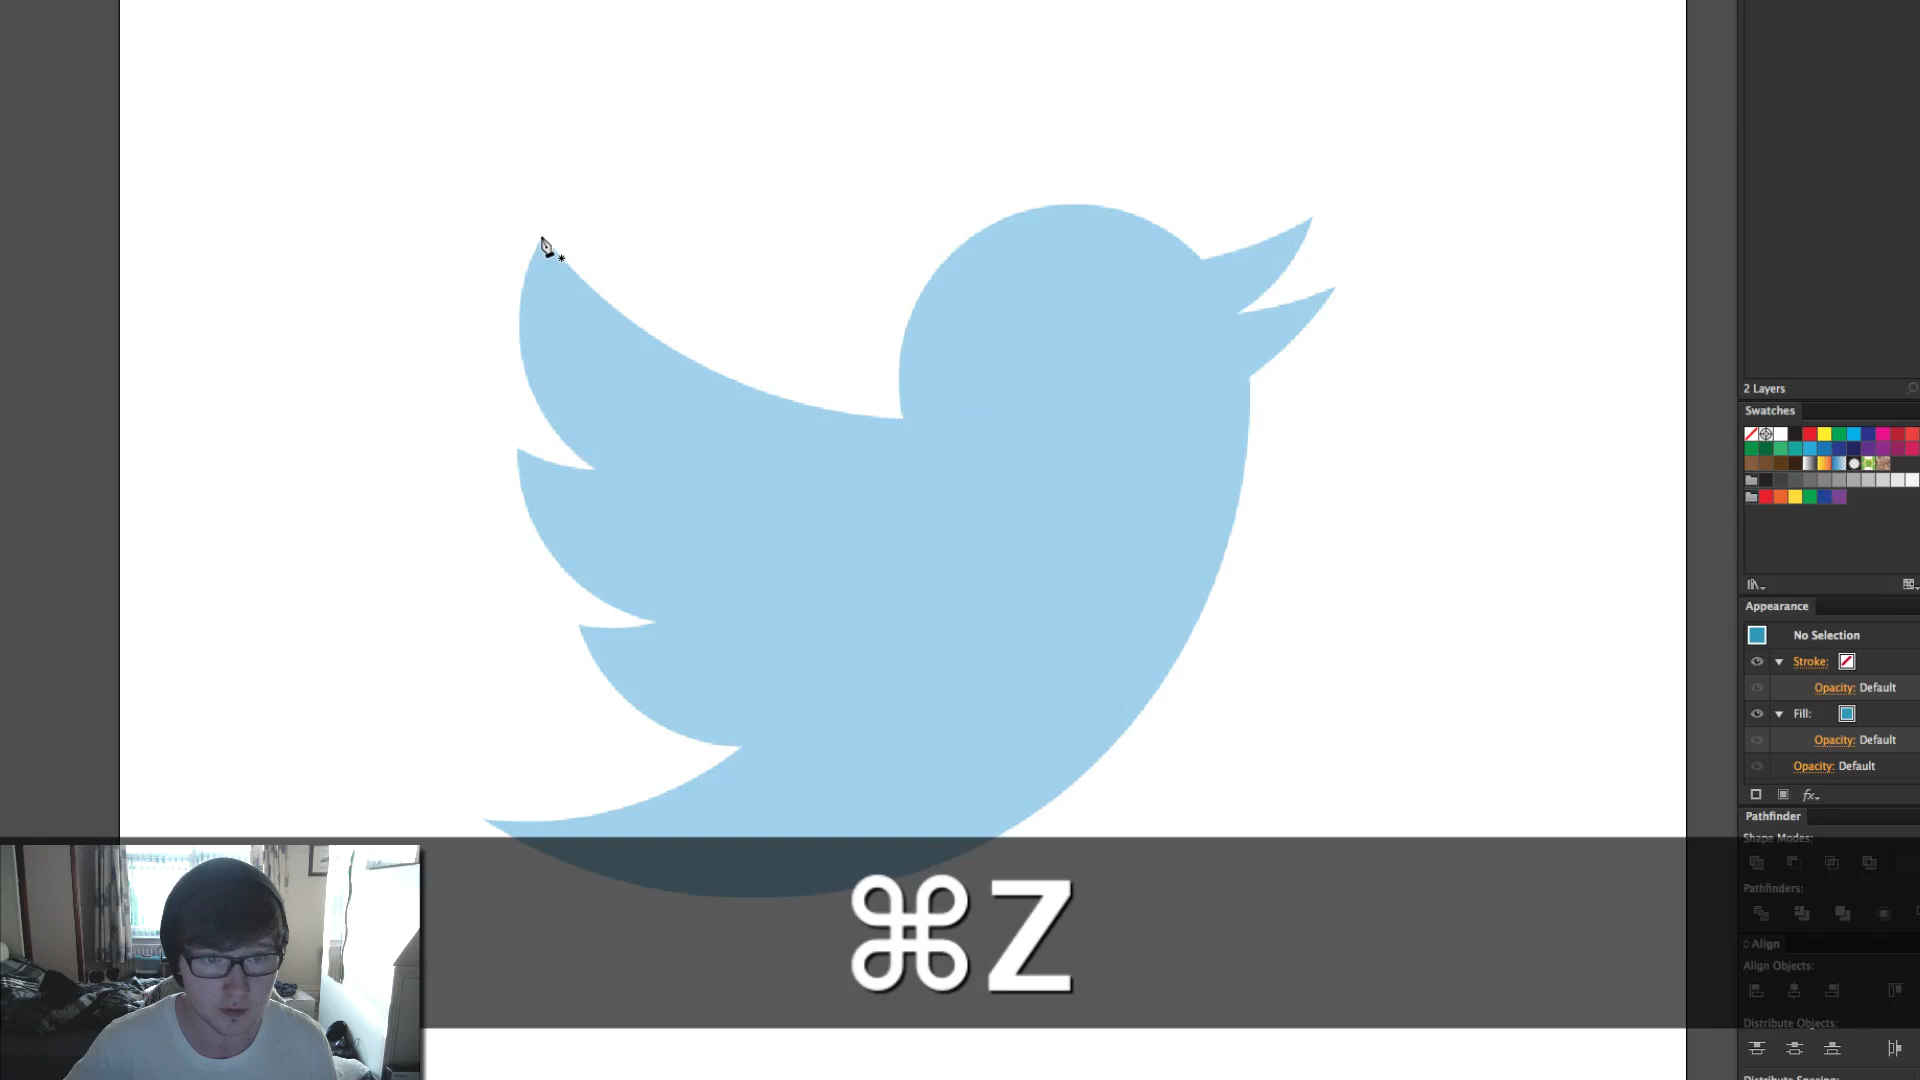 2 Layers
Swatches
Appearance
No Selection
Stroke:
Opacity: Default
Fill:
Opacity: Default
Opacity: Default
fx
Pathfinder
Shape Modes:
Pathfinders:
Align
Align Objects:
Distribute Objects:
⌘Z